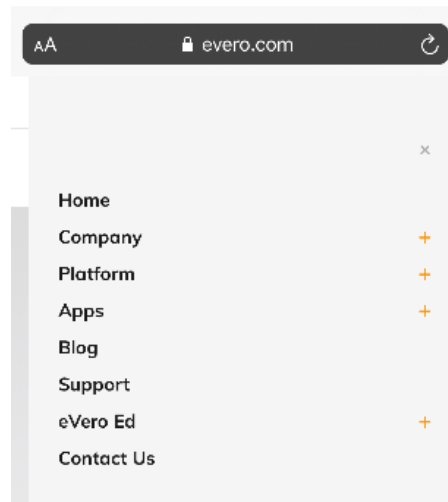 AA evero.com
×
Home
Company +
Platform +
Apps +
Blog
Support
eVero Ed +
Contact Us